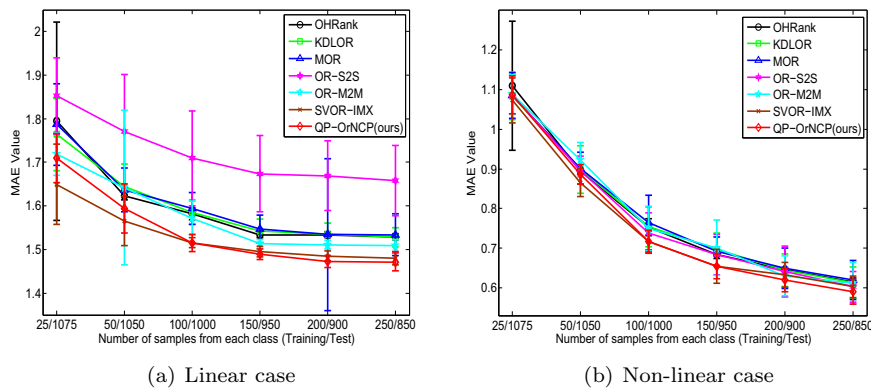 2
1.9
1.8
1.7
1.6
1.5
1.4
MAE Value
25/1075 50/1050 100/1000 150/950 200/900 250/850
Number of samples from each class (Training/Test)
OHRank
KDLOR
MOR
OR-S2S
OR-M2M
SVOR-IMX
QP-OrNCP(ours)
(a) Linear case
1.2
1.1
1
0.9
0.8
0.7
0.6
MAE Value
25/1075 50/1050 100/1000 150/950 200/900 250/850
Number of samples from each class (Training/Test)
OHRank
KDLOR
MOR
OR-S2S
OR-M2M
SVOR-IMX
QP-OrNCP(ours)
(b) Non-linear case